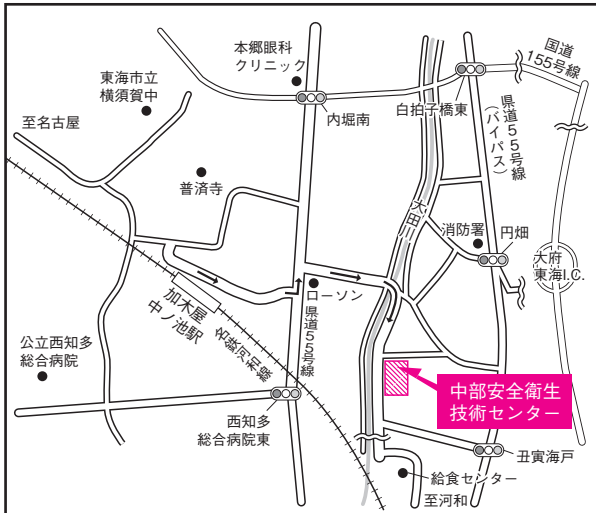 本郷眼科
クリニック
国道
155号線
東海市立
横須賀中
至名古屋
内堀南
白拍子橋東
県道55号線
(バイパス)
普済寺
大田川
消防署
円畑
大府
東海I.C.
加木屋
中ノ池駅
名鉄河和線
ローソン
県道55号線
公立西知多
総合病院
中部安全衛生
技術センター
西知多
総合病院東
丑寅海戸
給食センター
至河和